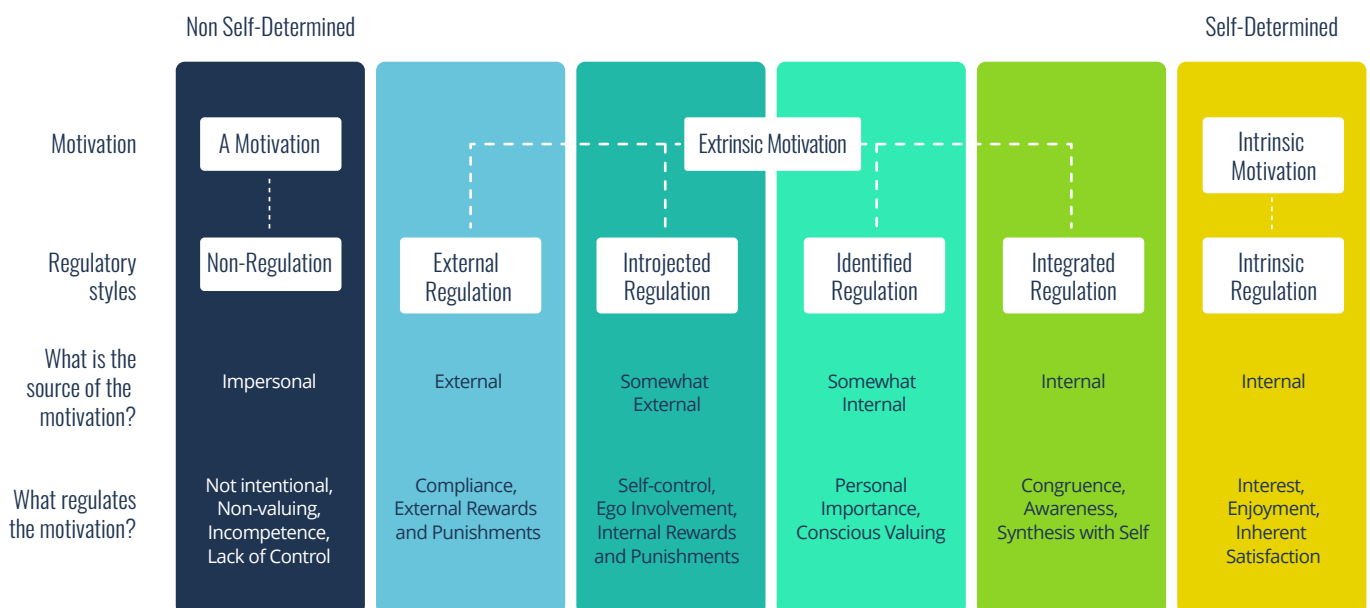 Non Self-Determined
Self-Determined
Motivation
A Motivation
Extrinsic Motivation
Intrinsic
Motivation
Regulatory
styles
Non-Regulation
External
Regulation
Introjected
Regulation
Identified
Regulation
Integrated
Regulation
Intrinsic
Regulation
What is the
source of the
motivation?
Impersonal
External
Somewhat
External
Somewhat
Internal
Internal
Internal
What regulates
the motivation?
Not intentional,
Non-valuing,
Incompetence,
Lack of Control
Compliance,
External Rewards
and Punishments
Self-control,
Ego Involvement,
Internal Rewards
and Punishments
Personal
Importance,
Conscious Valuing
Congruence,
Awareness,
Synthesis with Self
Interest,
Enjoyment,
Inherent
Satisfaction